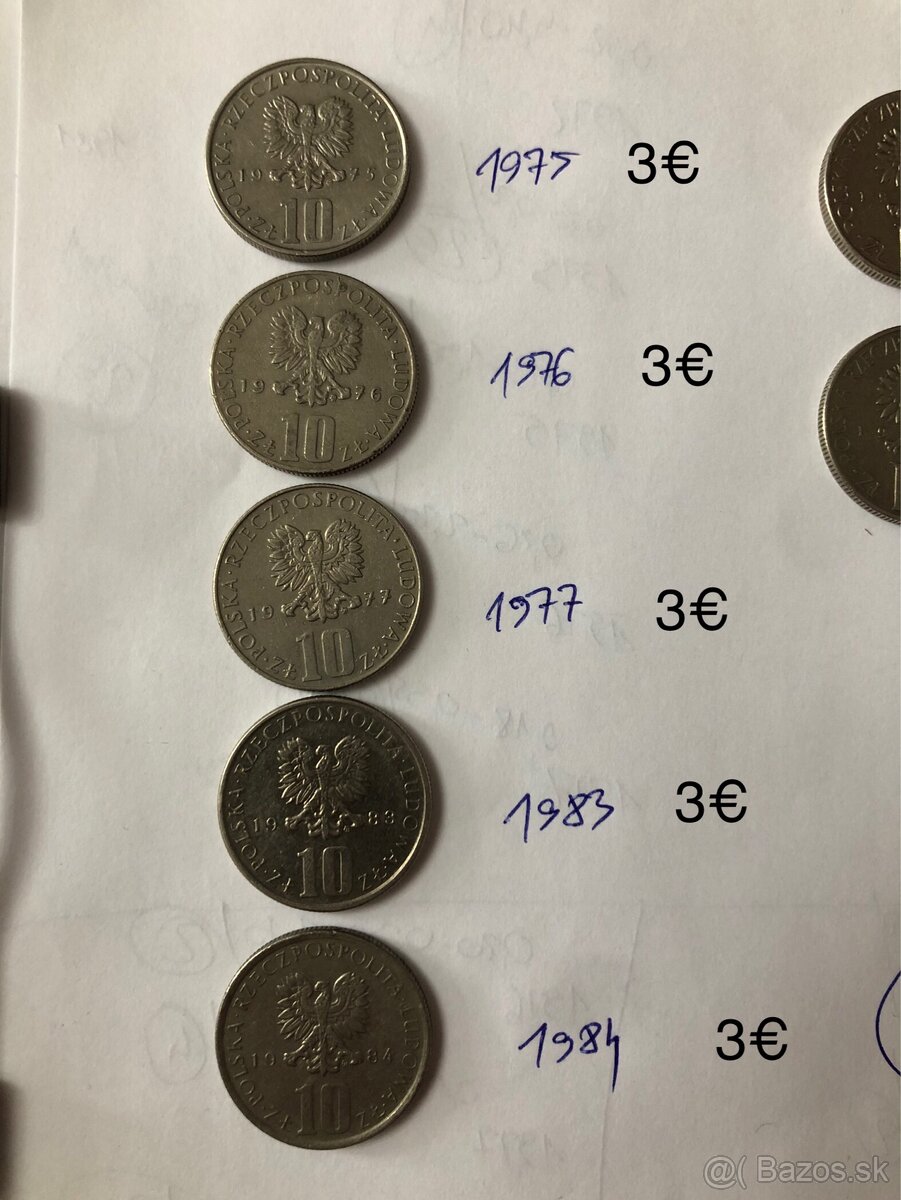 POLSKA RZECZPOSPOLITA LUDOWA
1975
ZŁ 10 ZŁ
1975 3€
POLSKA RZECZPOSPOLITA LUDOWA
1976
ZŁ 10 ZŁ
1976 3€
POLSKA RZECZPOSPOLITA LUDOWA
1977
ZŁ 10 ZŁ
1977 3€
POLSKA RZECZPOSPOLITA LUDOWA
1983
ZŁ 10 ZŁ
1983 3€
POLSKA RZECZPOSPOLITA LUDOWA
1984
ZŁ 10 ZŁ
1984 3€
@( Bazos.sk